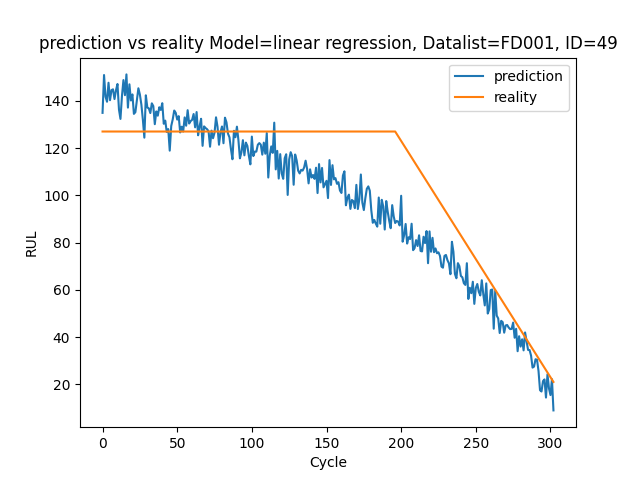 prediction vs reality Model=linear regression, Datalist=FD001, ID=49
prediction
reality
RUL
140
120
100
80
60
40
20
0
50
100
150
200
250
300
Cycle